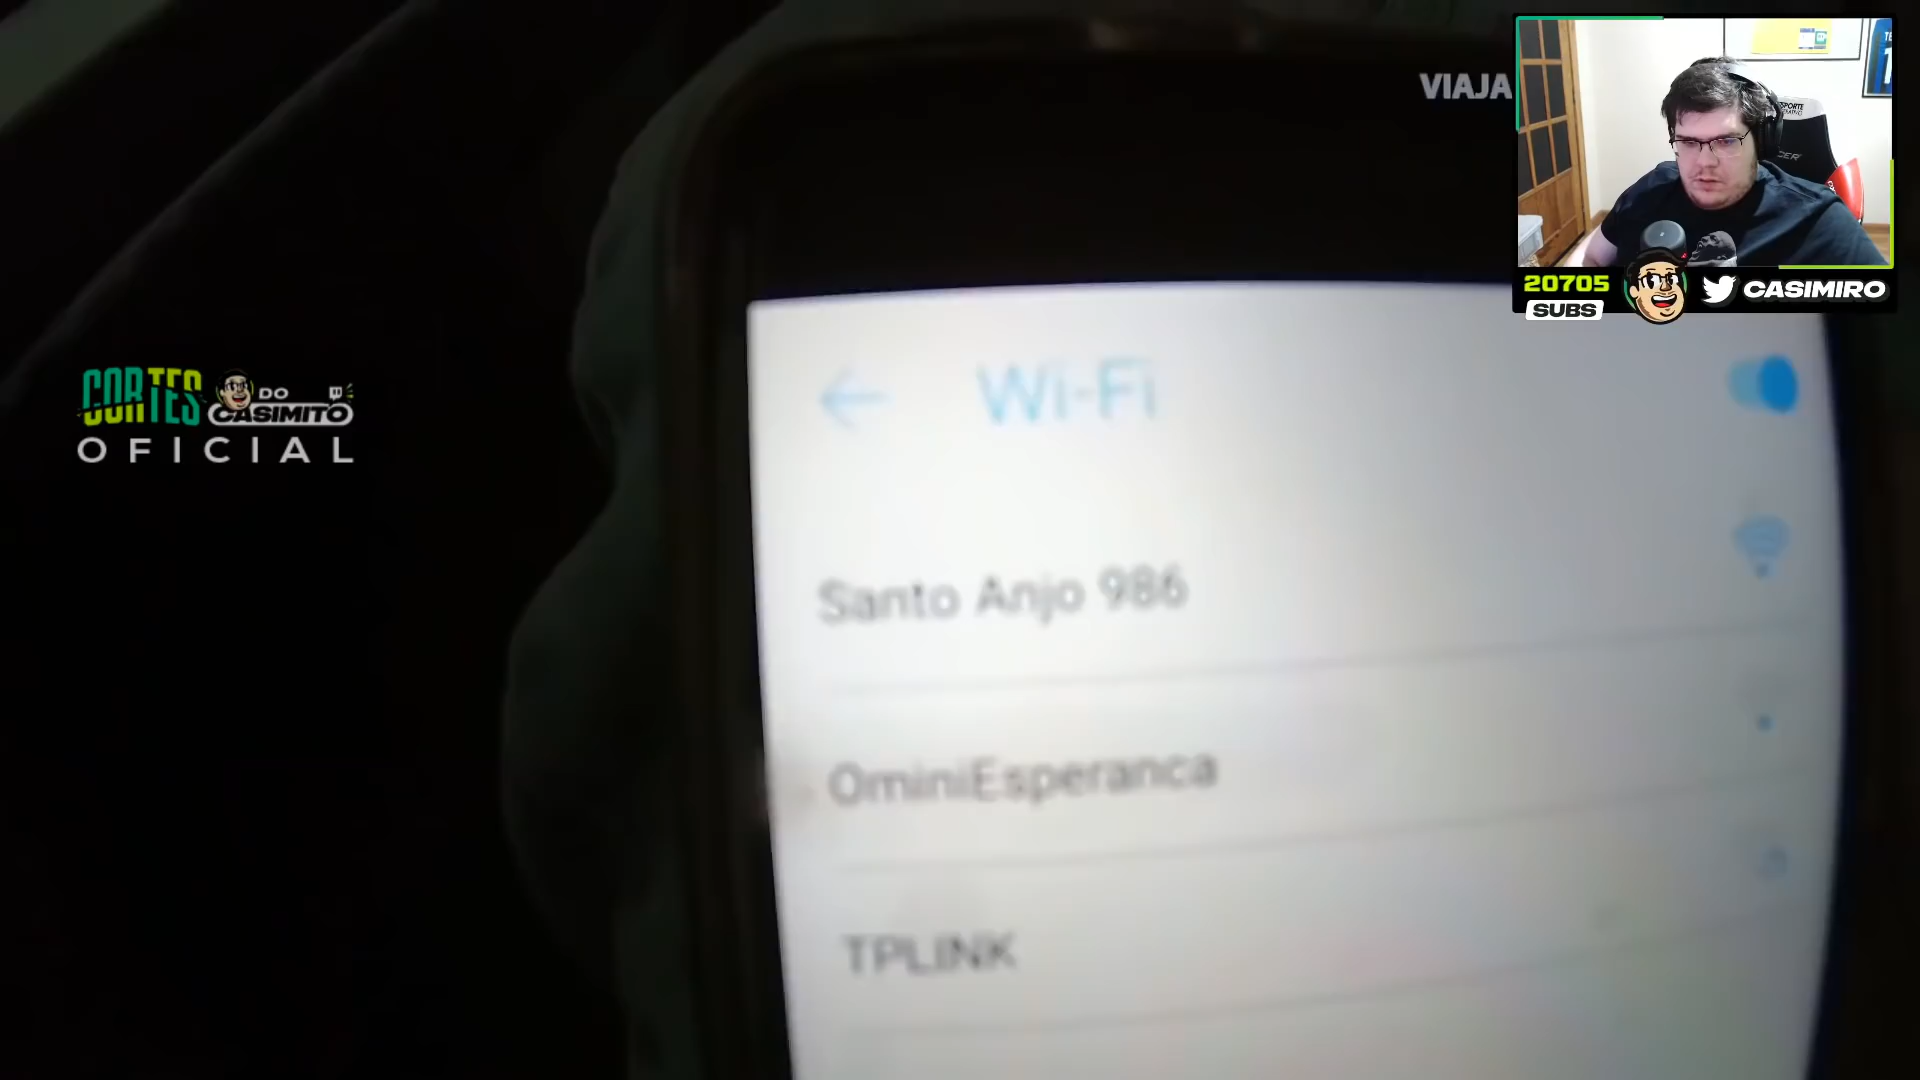 VIAJA
CORTES DO CASIMITO
OFICIAL
20705
SUBS
CASIMIRO
Wi-Fi
Santo Anjo 986
OminiEsperanca
TPLINK